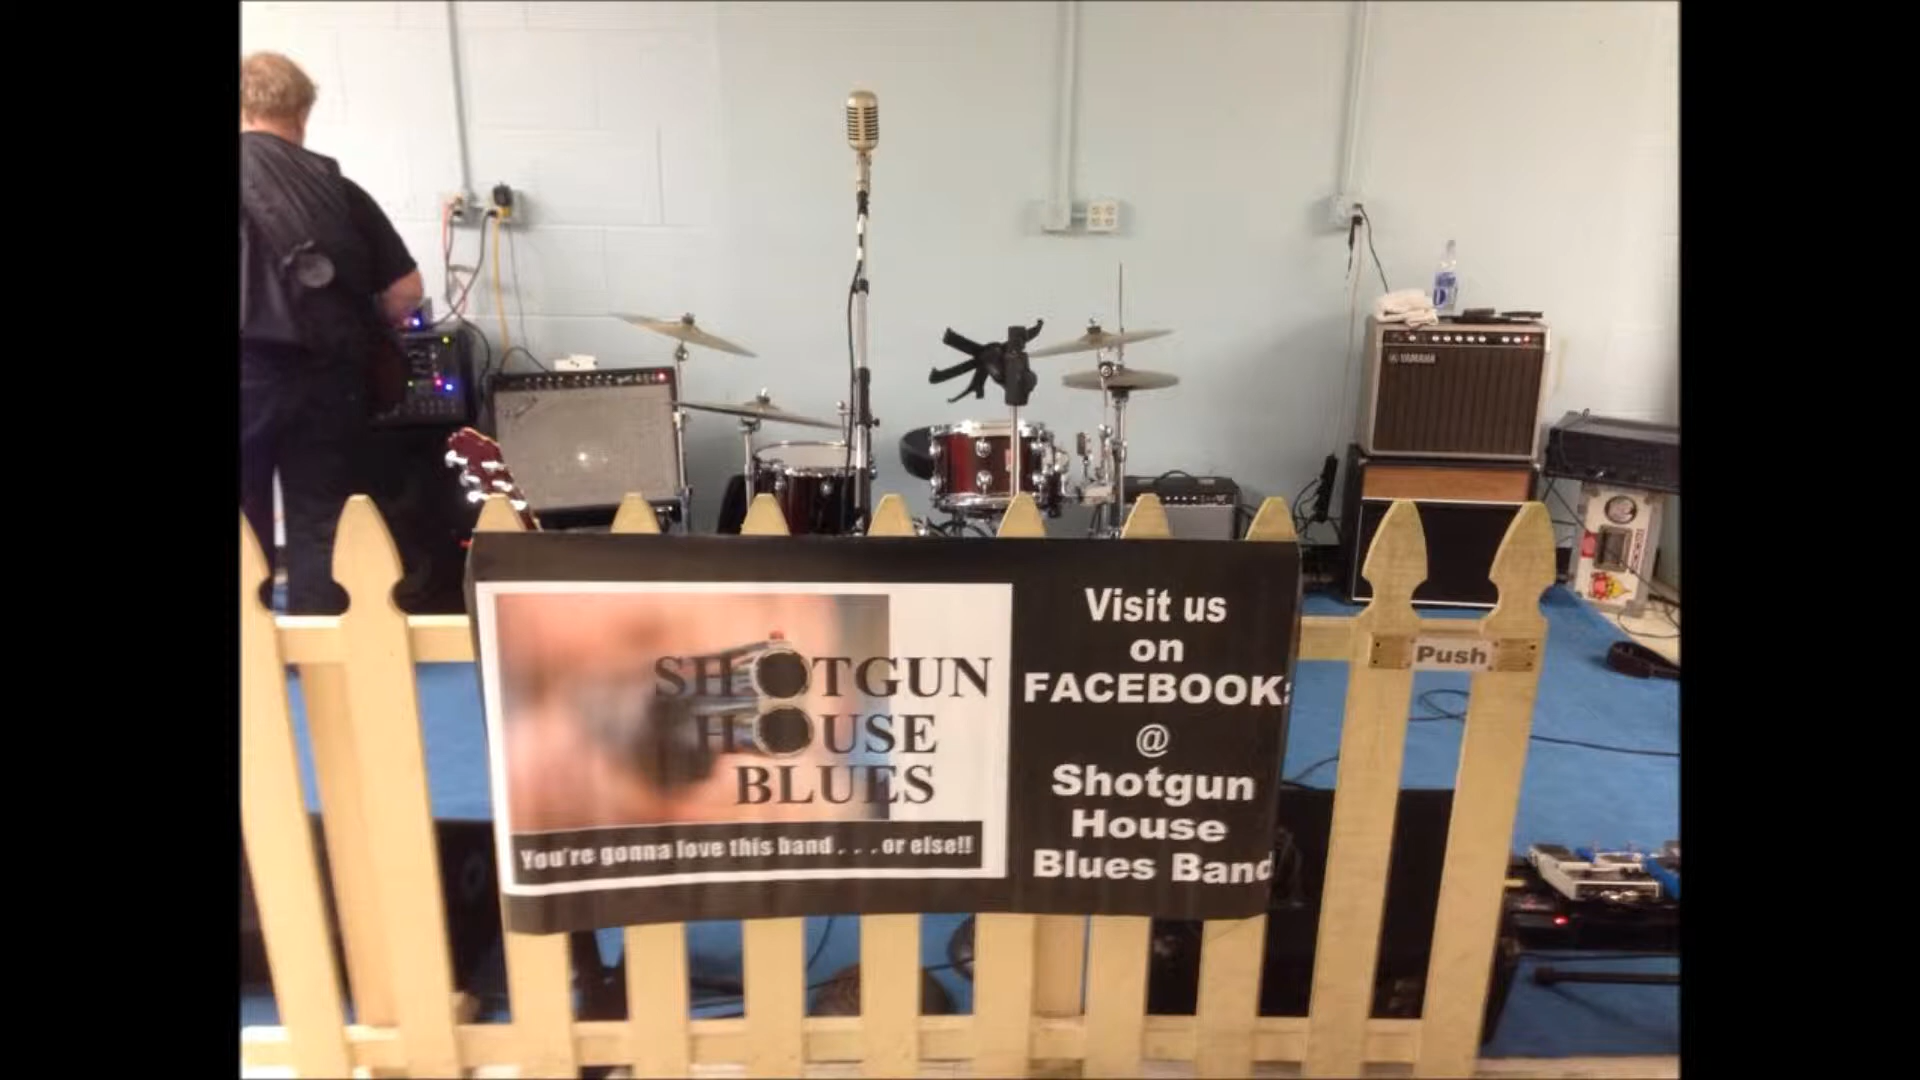 YAMAHA
SHOTGUN
HOUSE
BLUES
You're gonna love this band . . . or else!!
Visit us
on
FACEBOOK:
@
Shotgun
House
Blues Band
Push